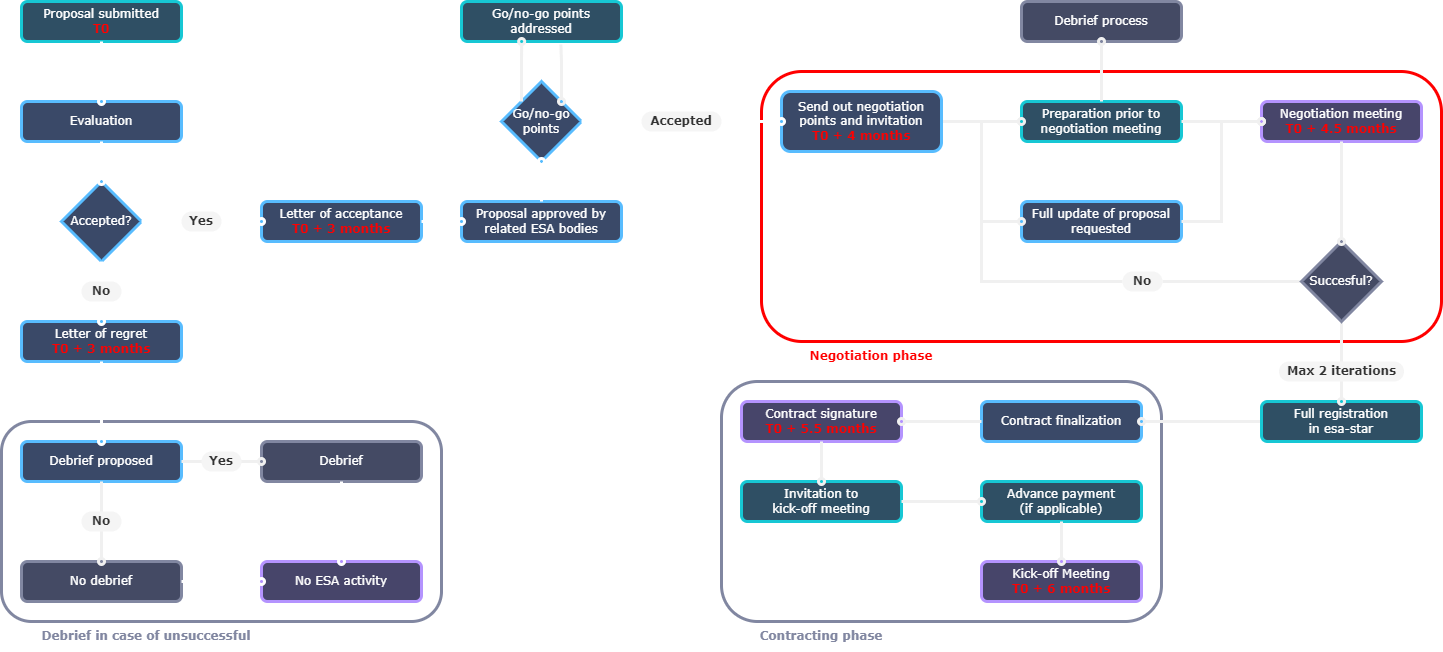 Proposal submitted
T0
Go/no-go points
addressed
Debrief process
Evaluation
Go/no-go
points
Accepted
Send out negotiation
points and invitation
T0 + 4 months
Preparation prior to
negotiation meeting
Negotiation meeting
T0 + 4.5 months
Accepted?
Yes
Letter of acceptance
T0 + 3 months
Proposal approved by
related ESA bodies
Full update of proposal
requested
No
No
Succesful?
Letter of regret
T0 + 3 months
Negotiation phase
Max 2 iterations
Contract signature
T0 + 5.5 months
Contract finalization
Full registration
in esa-star
Debrief proposed
Yes
Debrief
Invitation to
kick-off meeting
Advance payment
(if applicable)
No
No debrief
No ESA activity
Kick-off Meeting
T0 + 6 months
Debrief in case of unsuccessful
Contracting phase